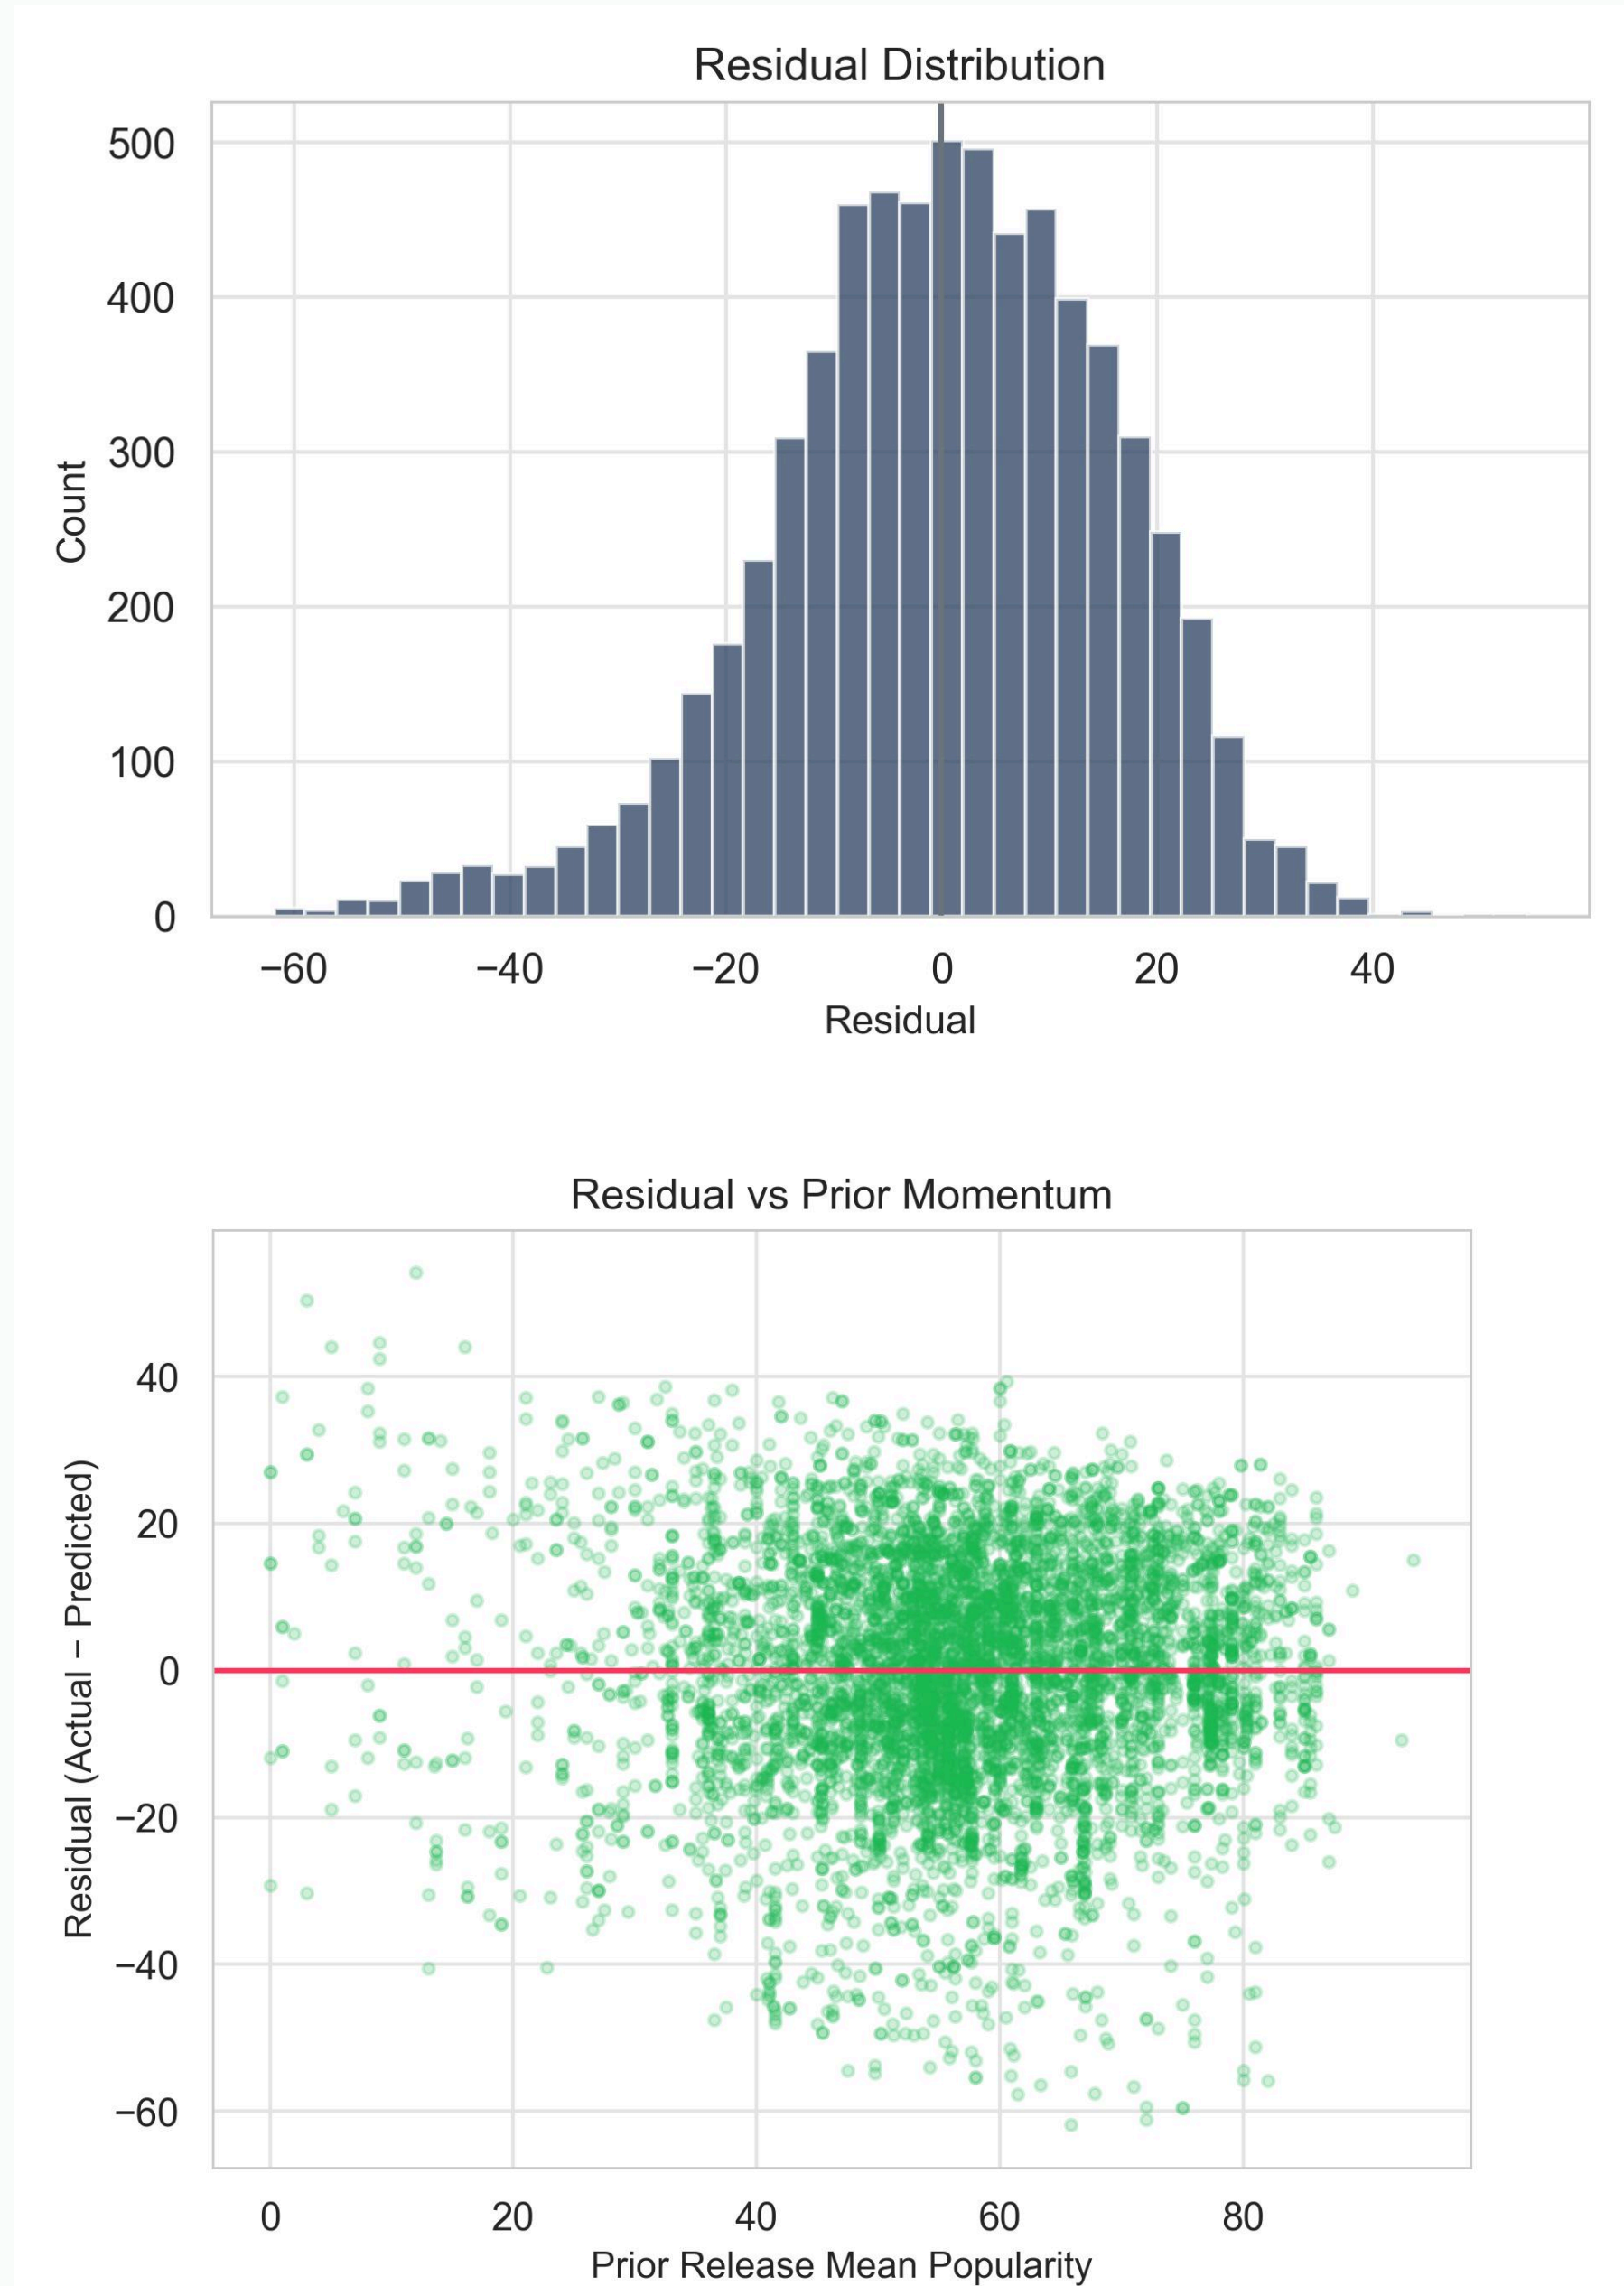 Residual Distribution
500
400
300
200
100
0
Count
−60 −40 −20 0 20 40
Residual
Residual vs Prior Momentum
40
20
0
−20
−40
−60
Residual (Actual − Predicted)
0 20 40 60 80
Prior Release Mean Popularity